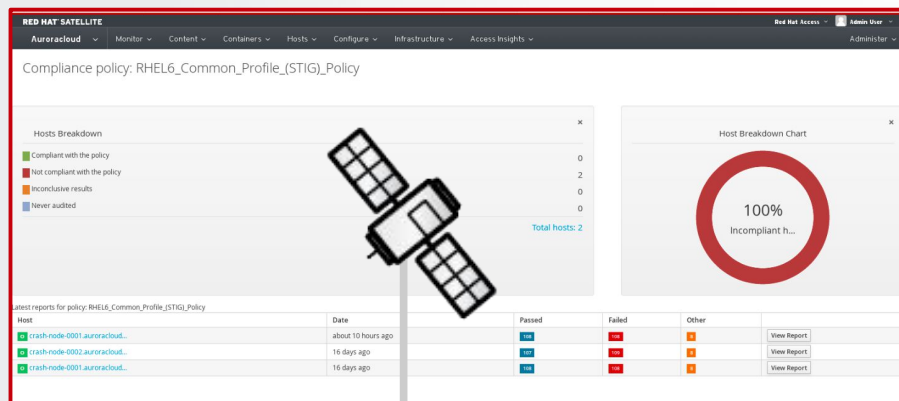 RED HAT SATELLITE
Red Hat Access Admin User
Auroracloud Monitor Content Containers Hosts Configure Infrastructure Access Insights Administer
Compliance policy: RHEL6_Common_Profile_(STIG)_Policy
Hosts Breakdown
Compliant with the policy 0
Not compliant with the policy 2
Inconclusive results 0
Never audited 0
Total hosts: 2
Host Breakdown Chart
100%
Incompliant h...
Latest reports for policy: RHEL6_Common_Profile_(STIG)_Policy
Host Date Passed Failed Other
crash-node-0001.auroracloud... about 10 hours ago 108 View Report
crash-node-0002.auroracloud... 16 days ago 107 View Report
crash-node-0001.auroracloud... 16 days ago 108 View Report